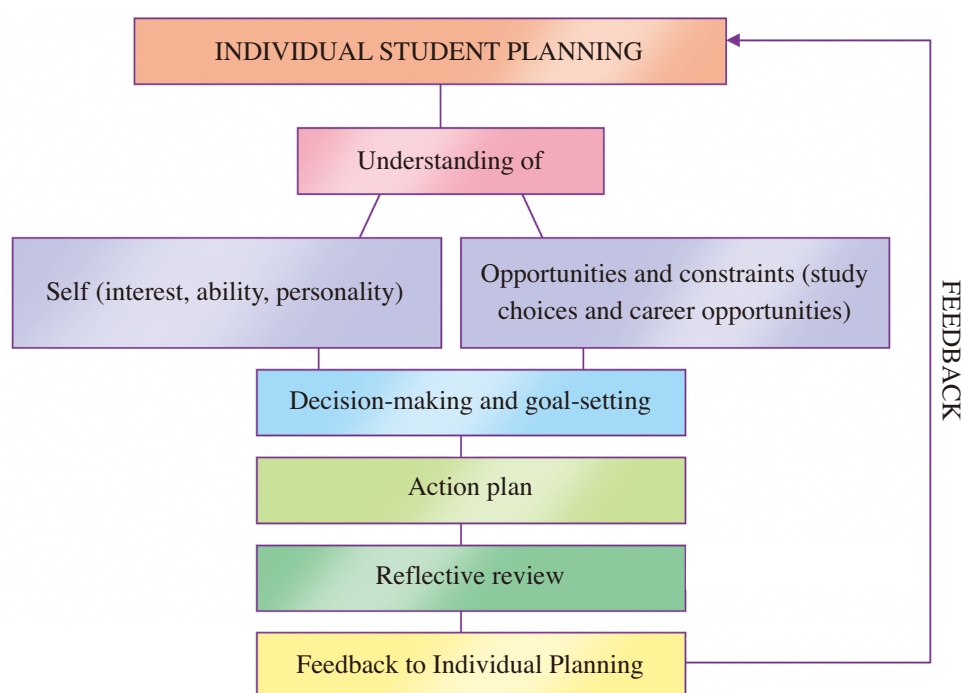 INDIVIDUAL STUDENT PLANNING
Understanding of
Self (interest, ability, personality)
Opportunities and constraints (study
choices and career opportunities)
Decision-making and goal-setting
Action plan
Reflective review
Feedback to Individual Planning
FEEDBACK